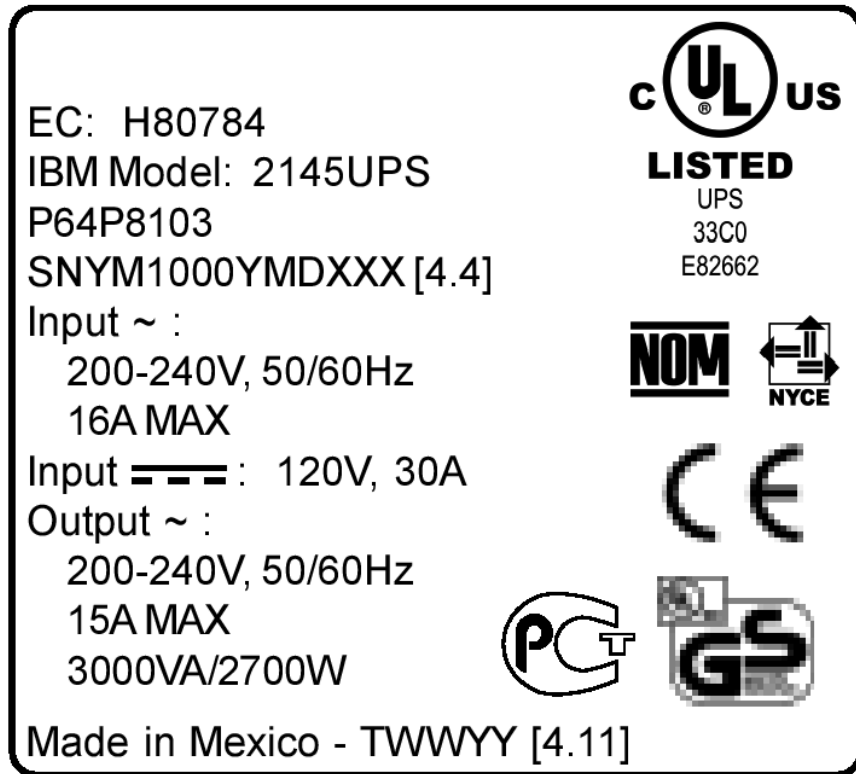 EC: H80784
IBM Model: 2145UPS
P64P8103
SNYM1000YMDXXX [4.4]
Input ~ :
200-240V, 50/60Hz
16A MAX
Input ⎓ : 120V, 30A
Output ~ :
200-240V, 50/60Hz
15A MAX
3000VA/2700W
Made in Mexico - TWWYY [4.11]
C UL ® US
LISTED
UPS
33C0
E82662
NOM
NYCE
CE
PCT
GS